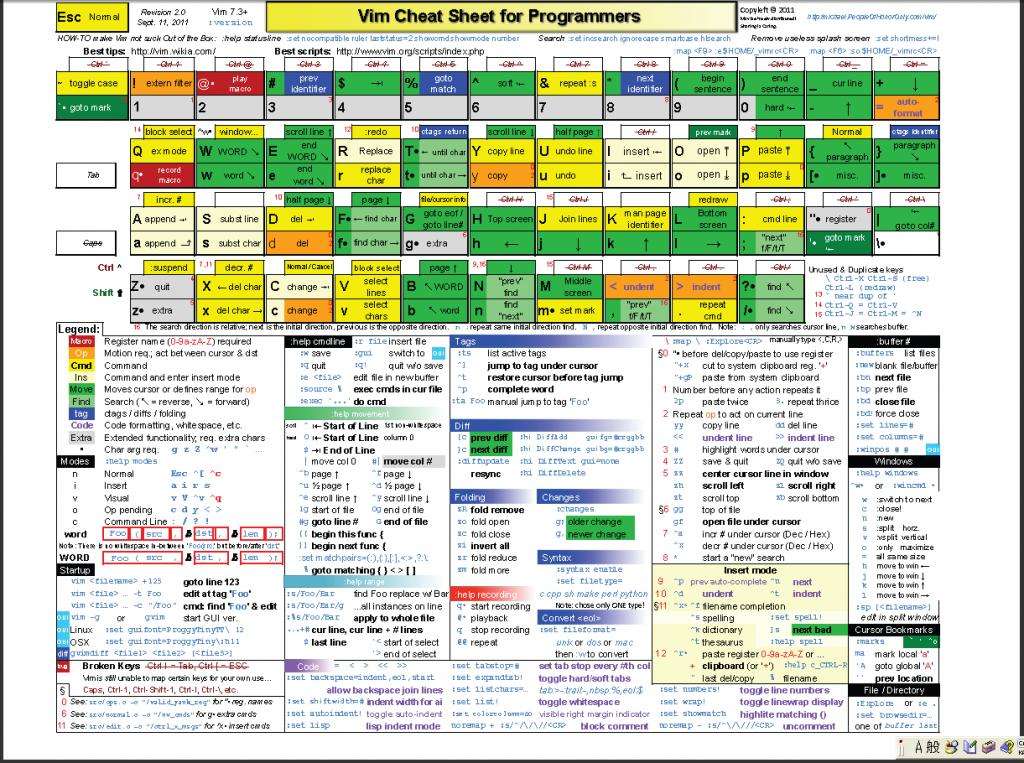 Esc Normal
Revision 2.0
Sept. 11, 2011
Vim 7.3+
:version
Vim Cheat Sheet for Programmers
Copyleft © 2011
HOW-TO make Vim not suck Out of the Box: :help statusline
Search :set incsearch ignorecase smartcase hlsearch
Remove useless splash screen :set shortmess+=I
Best tips: http://vim.wikia.com/
Best scripts: http://www.vim.org/scripts/index.php
:map <F9> :e $HOME/_vimrc<CR> :map <F6> :so $HOME/_vimrc<CR>
~ toggle case
! extern filter
@• play macro
# prev identifier
$
% goto match
^ soft
& repeat :s
* next identifier
( begin sentence
) end sentence
_ cur line
+ ↓
`• goto mark
1 2 3 4 5 6 7 8 9 0 hard
- ↑
= auto-format
block select
^w• window...
scroll line ↑
:redo
ctags return
scroll line ↓
half page ↑
prev mark
↑
Normal
ctags identifier
Tab
Q ex mode
W WORD
E end WORD
R Replace
T• until char
Y copy line
U undo line
I insert
O open ↑
P paste ↑
{ paragraph
} paragraph
q• record macro
w word
e end word
r replace char
t• until char
y copy
u undo
i insert
o open ↓
p paste ↓
[• misc.
]• misc.
incr. #
half page ↓
page ↓
file/cursor info
redraw
Caps
A append
S subst line
D del
F• find char
G goto eof / goto line#
H Top screen
J Join lines
K man page identifier
L Bottom screen
: cmd line
"• register
| goto col#
a append
s subst char
d del
f• find char
g• extra
h ←
j ↓
k ↑
l →
; "next" f/F/t/T
'• goto mark
\•
Ctrl ^
:suspend
decr. #
Normal / Cancel
block select
page ↑
↓
Shift
Z• quit
X del char
C change
V select lines
B WORD
N "prev" find
M Middle screen
< undent
> indent
?• find
z• extra
x del char
c change
v select chars
b word
n find "next"
m• set mark
, "prev" f/F/t/T
. repeat cmd
/• find
Unused & Duplicate keys
\ Ctrl-K Ctrl-S (free)
Ctrl-L (redraw)
13 " near dup of '
14 Ctrl-Q = Ctrl-V
15 Ctrl-J = Ctrl-M = ^N
16 The search direction is relative; next is the initial direction, previous is the opposite direction. n : repeat same initial direction find. N , repeat opposite initial direction find. Note: ; , only searches cursor line, n N searches buffer.
Legend:
Macro Register name (0-9a-zA-Z) required
Op Motion req.; act between cursor & dst
Cmd Command
Ins Command and enter insert mode
Move Moves cursor or defines range for op
Find Search (↖ = reverse, ↘ = forward)
tag ctags / diffs / folding
Code Code formatting, whitespace, etc.
Extra Extended functionality, req. extra chars
• Char arg req. g z Z ^w ' ` "
Modes :help modes
n Normal Esc ^[ ^c
i Insert a i r s
v Visual v V ^v ^q
o Op pending c d y < >
c Command Line : / ? !
word foo ( src , b dst , b len );
Note: There is no whitespace in-between 'Foo(src,' but before/after 'dst'
WORD foo ( src , b dst , b len );
Startup
vim <filename> +123 goto line 123
vim <file> .. -t Foo edit at tag 'Foo'
vim <file> .. -c "/Foo" cmd: find 'Foo' & edit
vim -g or gvim start GUI ver.
osi Linux :set guifont=ProggyTinyTT\ 12
osi OSX :set guifont=ProggyTiny\:h11
diff gvimdiff <file1> <file2> [<file3>]
Broken Keys Ctrl-I = Tab, Ctrl-[ = ESC
Vim is still unable to map certain keys for your own use...
§ Caps, Ctrl-1, Ctrl-Shift-1, Ctrl-I, Ctrl-\, etc.
0 See: src/ops.c -> "/valid_yank_reg" for "•reg. names
6 See: src/normal.c -> "/nv_cmds" for g• extra cmds
11 See: src/edit.c -> "/ctrl_x_msgs" for ^x• insert cmds
:help cmdline
:w save
:q quit
:e <file> edit file in new buffer
:source % exec cmds in cur file
:exec '...' do cmd
:r file insert file
:gui switch to osi
:q! quit w/o save
:help movement
^ Start of Line 1st non-whitespace
0 Start of Line column 0
$ End of Line
| move col 0 #| move col #
^b page ↑ ^f page ↓
^u ½ page ↑ ^d ½ page ↓
^e scroll line ↑ ^y scroll line ↓
gg start of file G end of file
#g goto line # G end of file
[[ begin this func {
]] begin next func {
:set matchpairs=(:),{:},[:],<:>,?:\:
% goto matching ( ) { } < > [ ]
:help range
:s/Foo/Bar find Foo replace w/ Bar
:s/Foo/Bar/g ...all instances on line
:%s/Foo/Bar apply to whole file
:.,+# cur line, cur line + # lines
$ last line '< start of select
'> end of select
Code = < > << >>
:set backspace=indent,eol,start
allow backspace join lines
:set shiftwidth=# indent width for ai
:set autoindent! toggle auto-indent
:set lisp lisp indent mode
Tags
:ts list active tags
^] jump to tag under cursor
^t restore cursor before tag jump
^p complete word
:ta Foo manual jump to tag 'Foo'
Diff
[c prev diff :hi DiffAdd guifg=#rrggbb
]c next diff :hi DiffChange guifg=#rrggbb
:diffupdate :hi DiffText gui=none
resync :hi DiffDelete
Folding
zR fold remove
zo fold open
zc fold close
zi invert all
zr fold reduce
zm fold more
Changes
:changes
g; older change
g, never change
Syntax
:syntax enable
:set filetype=
c cpp sh make perl python
Note: chose only ONE type!
:help recording
q• start recording
@• playback
q stop recording
@@ repeat
Convert <eol>
:set fileformat=
unix or dos or mac
then :w to convert
:set tabstop=# set tab stop every #th col
:set expandtab! toggle hard/soft tabs
:set listchars= tab>-,trail:-,nbsp:%,eol:$
:set list! toggle whitespace
:set colorcolumn=80 visible right margin indicator
noremap + :s/^/\/\//<CR> block comment
\ map \ :Explore<CR> manually type <,C,R,>
§0 "• before del/copy/paste to use register
"+x cut to system clipboard reg. '+'
"+gP paste from system clipboard
1 Number before any action repeats it
2p paste twice 3. repeat thrice
2 Repeat op to act on current line
yy copy line dd del line
<< undent line >> indent line
3 # highlight words under cursor
4 ZZ save & quit ZQ quit w/o save
5 zz center cursor line in window
zh scroll left zl scroll right
zt scroll top zb scroll bottom
§6 gg top of file
gf open file under cursor
7 ^a incr # under cursor (Dec / Hex)
^x decr # under cursor (Dec / Hex)
8 * start a "new" search
Insert mode
9 ^p prev auto-complete ^n next
10 ^d undent ^t indent
§11 ^x• ^f filename completion
^s spelling :set spell!
^k dictionary ]s next bad
^t thesaurus :help spell
12 ^r• paste register 0-9a-zA-Z or ...
+ clipboard (or '*') :help c_CTRL-R
. last del/copy % filename
:set numbers! toggle line numbers
:set wrap! toggle linewrap display
:set showmatch highlite matching ()
noremap - :s/^\/\///<CR> uncomment
:buffer #
:buffers list files
:new blank file/buffer
:bn next file
:bp prev file
:bd close file
:bd! force close
:set lines=#
:set columns=#
:winpos # # osi
Windows
:help windows
^w• or :wincmd •
w :switch to next
c :close!
n :new
s :split horz.
v :vsplit vertical
o :only maximize
= all same size
h move to win ←
j move to win ↓
k move to win ↑
l move to win →
:sp [<filename>]
edit in split window
Cursor Bookmarks
:marks
ma mark local 'a'
'A goto global 'A'
prev location
File / Directory
:Explore or :e .
:set browsedir=
one of buffer last
A 般